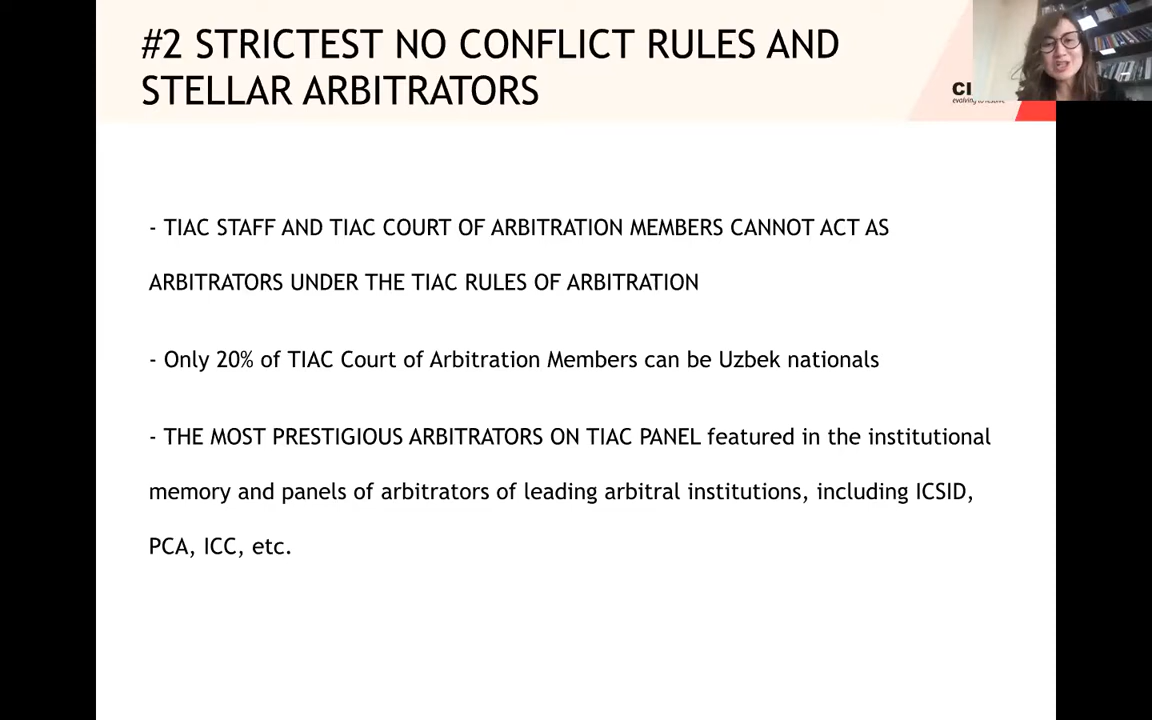 #2 STRICTEST NO CONFLICT RULES AND
STELLAR ARBITRATORS
CI
evolving to resolve
- TIAC STAFF AND TIAC COURT OF ARBITRATION MEMBERS CANNOT ACT AS
ARBITRATORS UNDER THE TIAC RULES OF ARBITRATION
- Only 20% of TIAC Court of Arbitration Members can be Uzbek nationals
- THE MOST PRESTIGIOUS ARBITRATORS ON TIAC PANEL featured in the institutional
memory and panels of arbitrators of leading arbitral institutions, including ICSID,
PCA, ICC, etc.